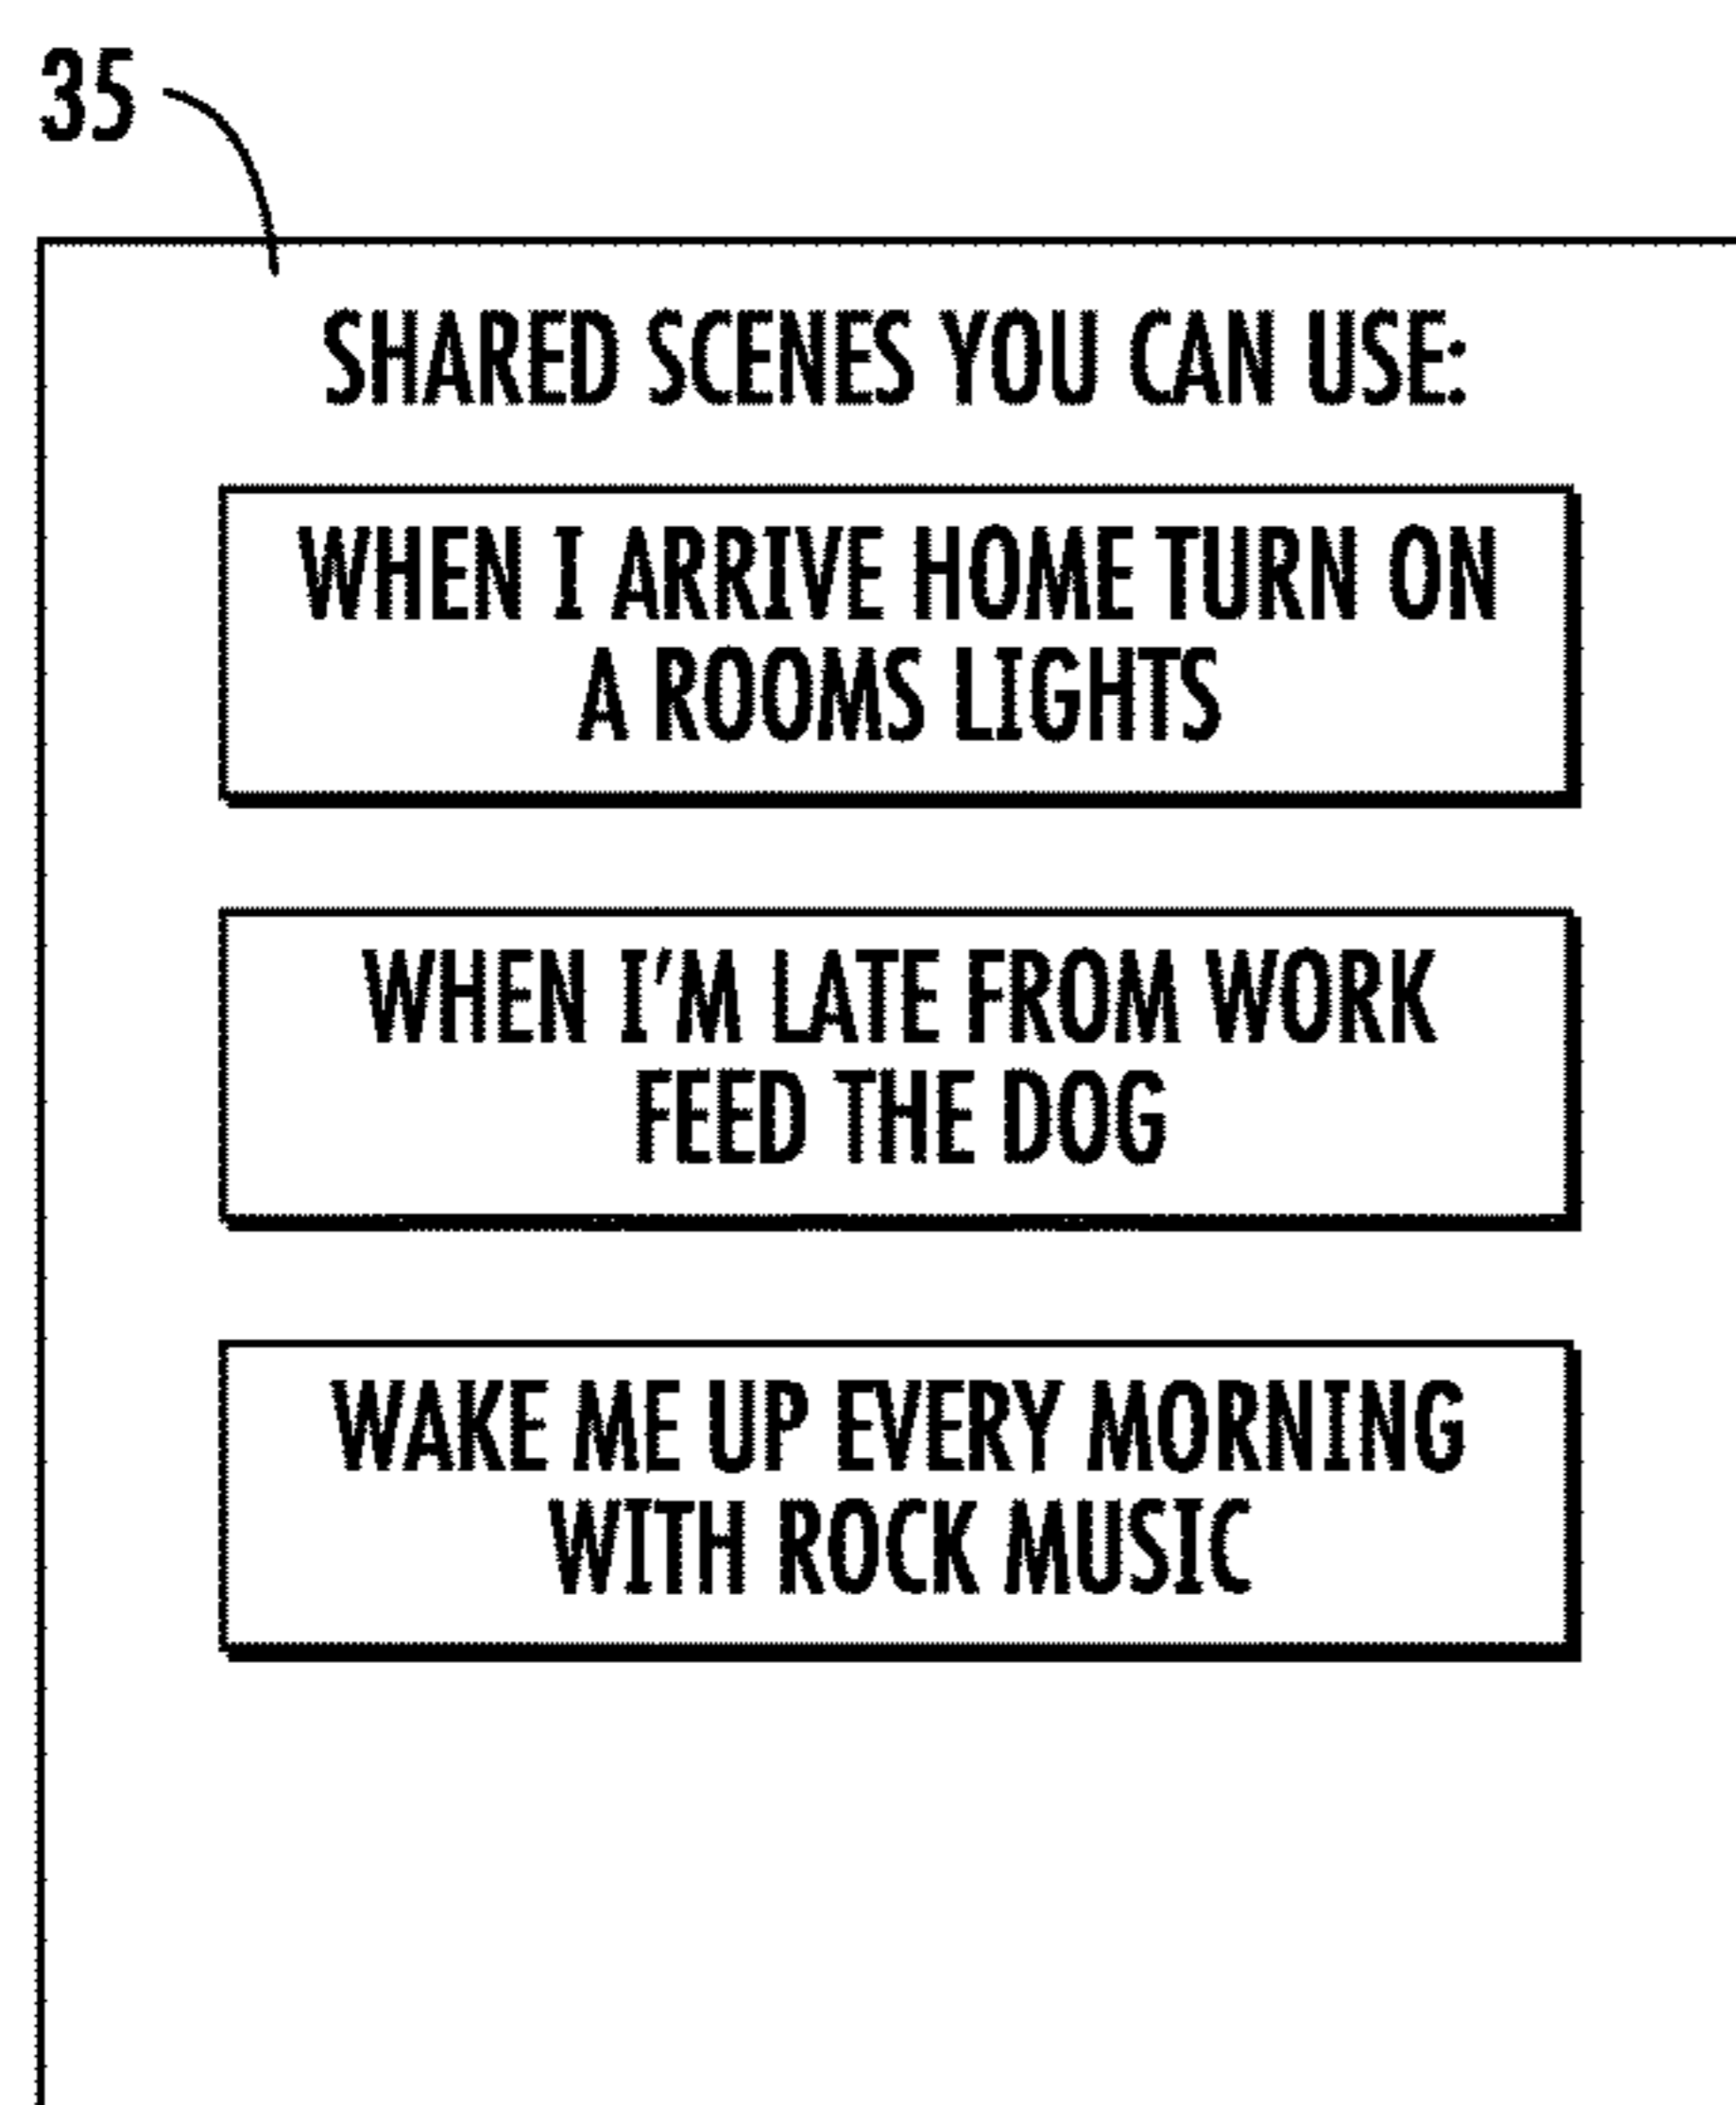 35
SHARED SCENES YOU CAN USE:
WHEN I ARRIVE HOME TURN ON
A ROOMS LIGHTS
WHEN I'M LATE FROM WORK
FEED THE DOG
WAKE ME UP EVERY MORNING
WITH ROCK MUSIC